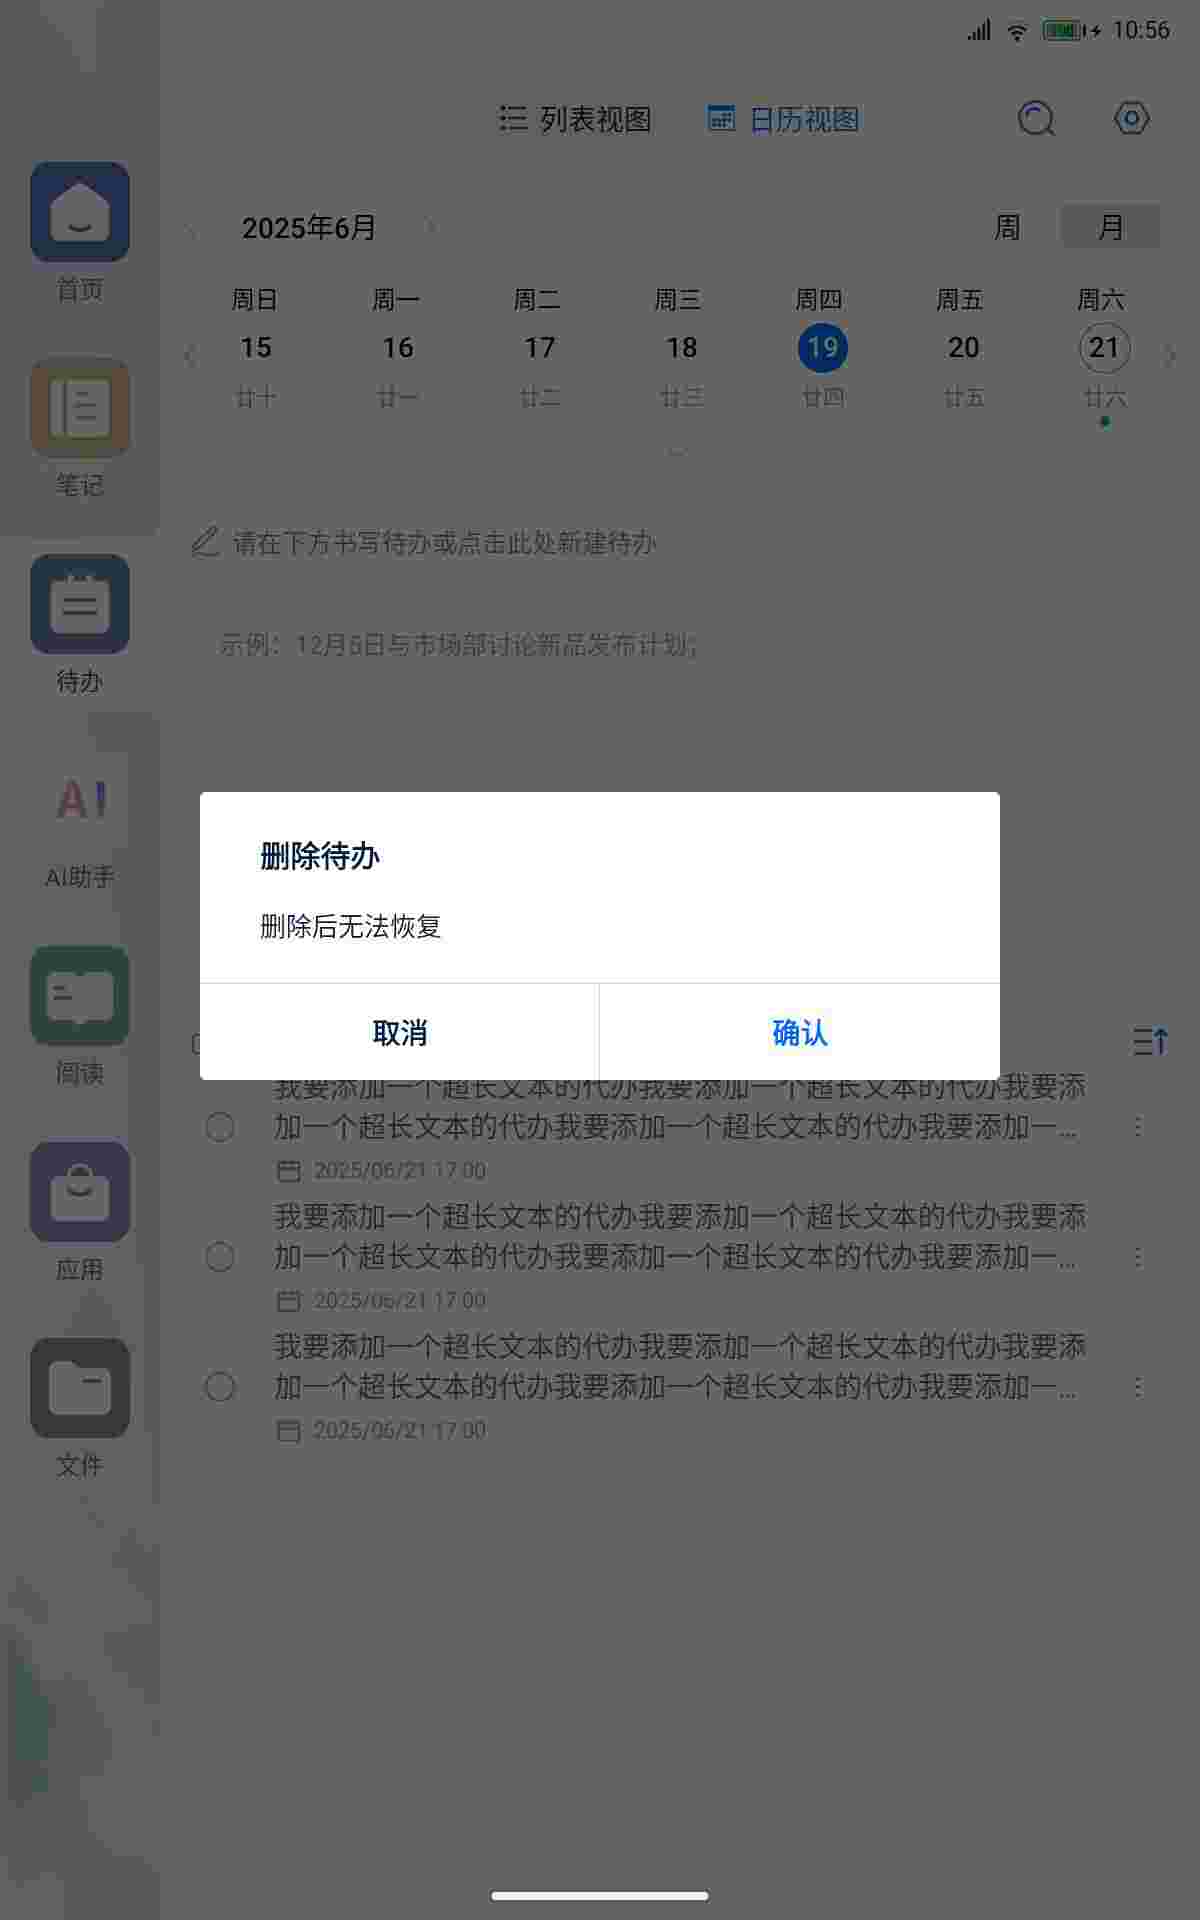 10:56
列表视图 日历视图
2025年6月 周 月
周日 周一 周二 周三 周四 周五 周六
15 16 17 18 19 20 21
廿十 廿一 廿二 廿三 廿四 廿五 廿六
首页
笔记
待办
AI
AI助手
阅读
应用
文件
请在下方书写待办或点击此处新建待办
示例：12月6日与市场部讨论新品发布计划；
删除待办
删除后无法恢复
取消 确认
我要添加一个超长文本的代办我要添加一个超长文本的代办我要添
加一个超长文本的代办我要添加一个超长文本的代办我要添加一...
2025/06/21 17:00
我要添加一个超长文本的代办我要添加一个超长文本的代办我要添
加一个超长文本的代办我要添加一个超长文本的代办我要添加一...
2025/06/21 17:00
我要添加一个超长文本的代办我要添加一个超长文本的代办我要添
加一个超长文本的代办我要添加一个超长文本的代办我要添加一...
2025/06/21 17:00